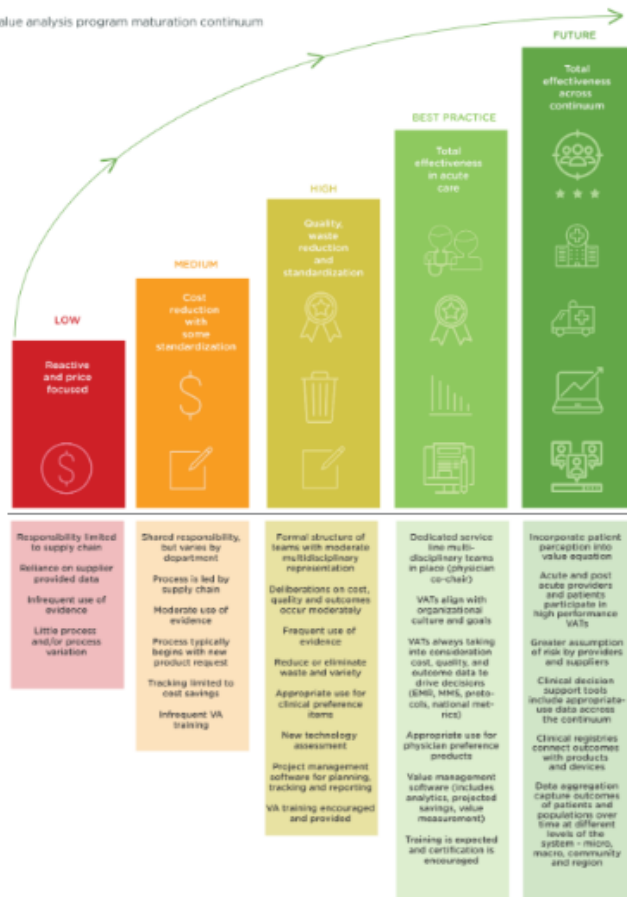 alue analysis program maturation continuum
LOW
Reactive
and price
focused
Responsibility limited
to supply chain
Reliance on supplier
provided data
Infrequent use of
evidence
Little process
and/or process
variation
MEDIUM
Cost
reduction
with
some
standardization
Shared responsibility,
but varies by
department
Process is led by
supply chain
Moderate use of
evidence
Process typically
begins with new
product request
Tracking limited to
cost savings
Infrequent VA
training
HIGH
Quality,
waste
reduction
and
standardization
Formal structure of
teams with moderate
multidisciplinary
representation
Deliberations on cost,
quality and outcomes
occur moderately
Frequent use of
evidence
Reduce or eliminate
waste and variety
Appropriate use for
clinical preference
items
New technology
assessment
Project management
software for planning,
tracking and reporting
VA training encouraged
and provided
BEST PRACTICE
Total
effectiveness
in acute
care
Dedicated service
line multi-
disciplinary teams
in place (physician
co-chair)
VATs align with
organizational
culture and goals
VATs always taking
into consideration
cost, quality, and
outcome data to
drive decisions
(EMR, MMS, proto-
cols, national met-
rics)
Appropriate use for
physician preference
products
Value management
software (includes
analytics, projected
savings, value
measurement)
Training is expected
and certification is
encouraged
FUTURE
Total
effectiveness
across
continuum
Incorporate patient
perception into
value equation
Acute and post
acute providers
and patients
participate in
high performance
VATs
Greater assumption
of risk by providers
and suppliers
Clinical decision
support tools
include appropriate-
use data accross
the continuum
Clinical registries
connect outcomes
with products
and devices
Data aggregation
capture outcomes
of patients and
populations over
time at different
levels of the
system - micro,
macro, community
and region